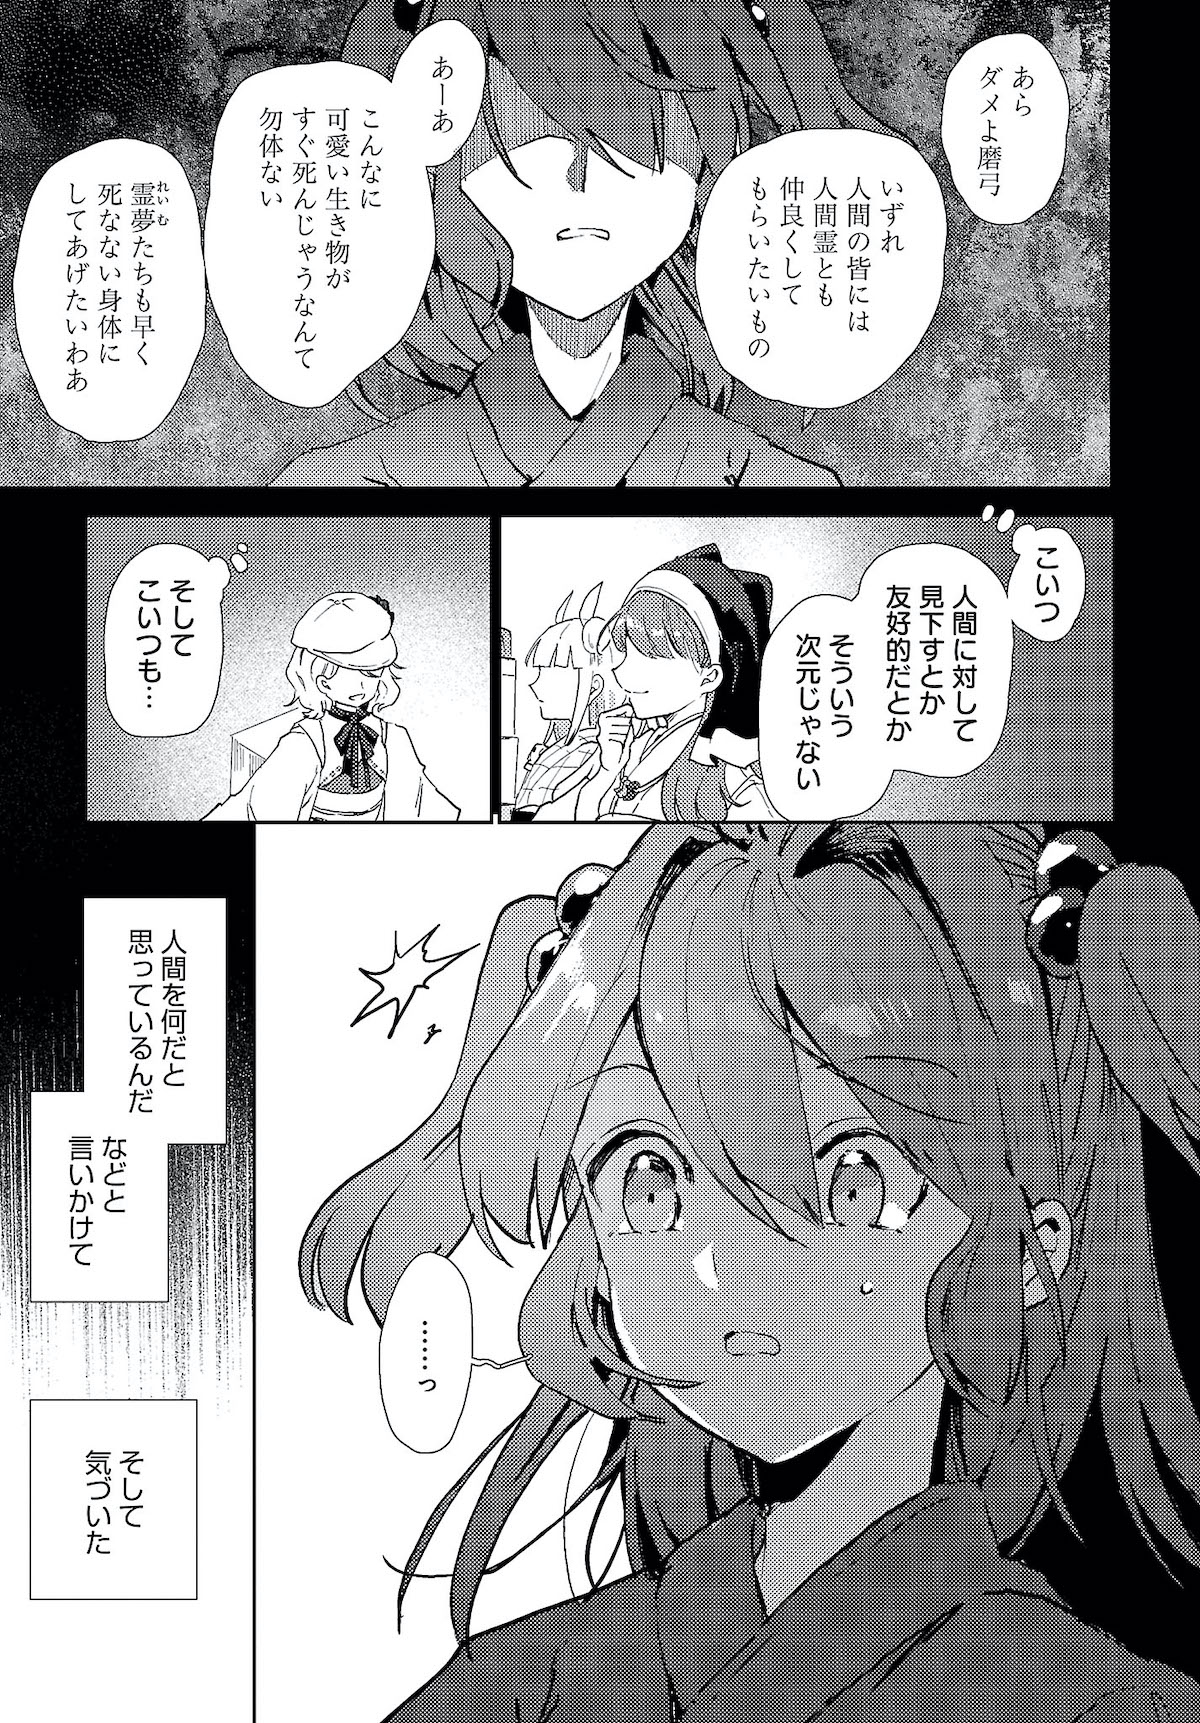 あら
ダメよ磨弓
いずれ
人間の皆には
人間霊とも
仲良くして
もらいたいもの
あーあ
こんなに
可愛い生き物が
すぐ死んじゃうなんて
勿体ない
霊夢たちも早く
れいむ
死なない身体に
してあげたいわあ
こいつ
人間に対して
見下すとか
友好的だとか
そういう
次元じゃない
そして
こいつも…
……っ
人間を何だと
思っているんだ
などと
言いかけて
そして
気づいた